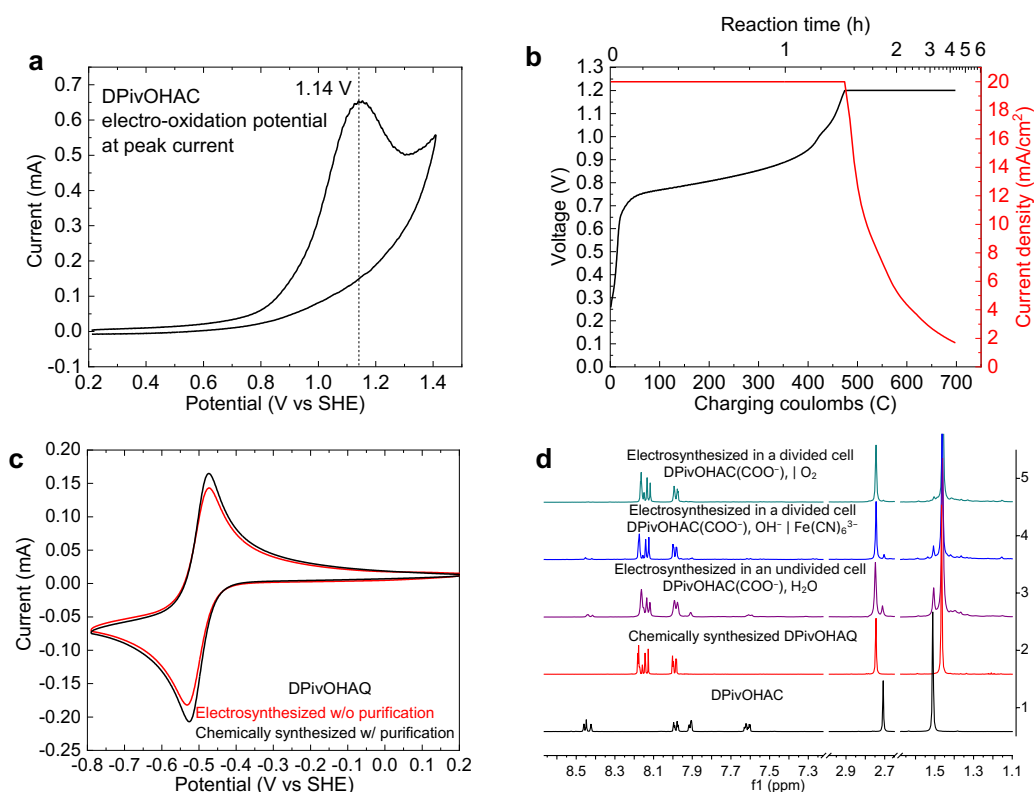 a
DPivOHAC
electro-oxidation potential
at peak current
1.14 V
0.7
0.6
0.5
0.4
0.3
0.2
0.1
0.0
-0.1
Current (mA)
0.2 0.4 0.6 0.8 1.0 1.2 1.4
Potential (V vs SHE)
b
Reaction time (h)
0 1 2 3 4 5 6
1.3
1.2
1.1
1.0
0.9
0.8
0.7
0.6
0.5
0.4
0.3
0.2
0.1
0.0
Voltage (V)
20
18
16
14
12
10
8
6
4
2
0
Current density (mA/cm²)
0 100 200 300 400 500 600 700
Charging coulombs (C)
c
0.20
0.15
0.10
0.05
0.00
-0.05
-0.10
-0.15
-0.20
-0.25
Current (mA)
DPivOHAQ
Electrosynthesized w/o purification
Chemically synthesized w/ purification
-0.8 -0.7 -0.6 -0.5 -0.4 -0.3 -0.2 -0.1 0.0 0.1 0.2
Potential (V vs SHE)
d
Electrosynthesized in a divided cell
DPivOHAC(COO⁻), | O₂
5
Electrosynthesized in a divided cell
DPivOHAC(COO⁻), OH⁻ | Fe(CN)₆³⁻
4
Electrosynthesized in an undivided cell
DPivOHAC(COO⁻), H₂O
3
Chemically synthesized DPivOHAQ
2
DPivOHAC
1
8.5 8.3 8.1 7.9 7.7 7.5 7.3 2.9 2.7 1.5 1.3 1.1
f1 (ppm)